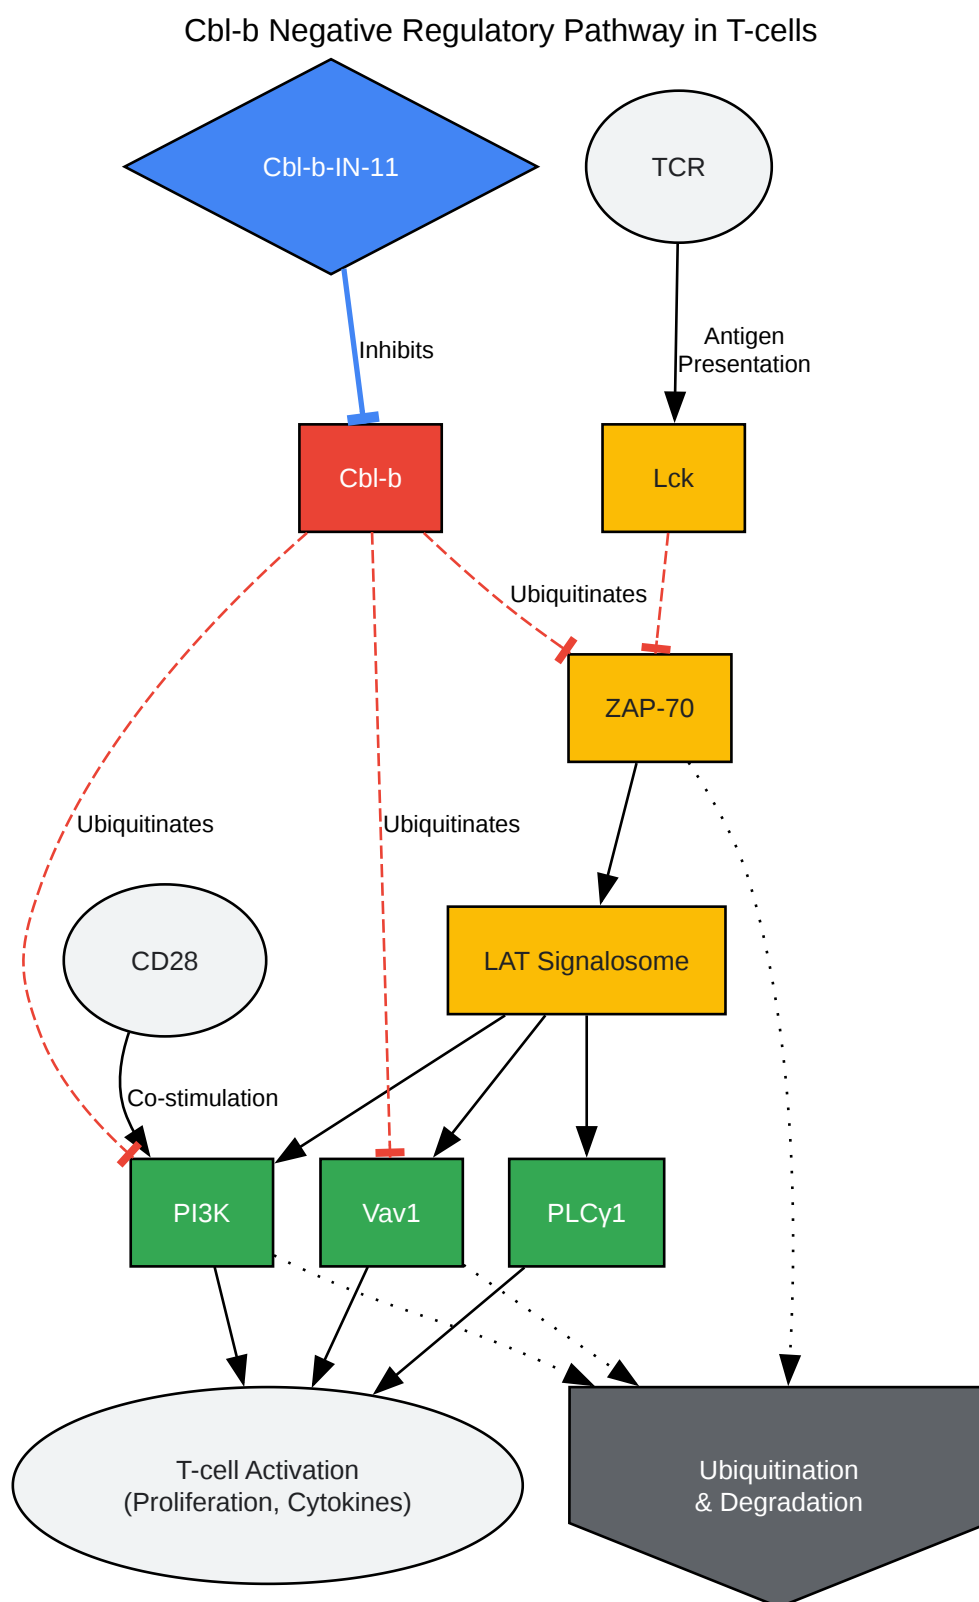 Cbl-b Negative Regulatory Pathway in T-cells
Cbl-b-IN-11
TCR
Inhibits
Antigen
Presentation
Cbl-b
Lck
Ubiquitinates
ZAP-70
Ubiquitinates
Ubiquitinates
CD28
LAT Signalosome
Co-stimulation
PI3K
Vav1
PLCγ1
T-cell Activation
(Proliferation, Cytokines)
Ubiquitination
& Degradation